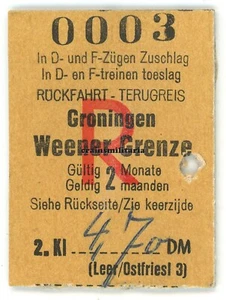 0003
In D- und F-Zügen Zuschlag
In D- en F-treinen toeslag
RÜCKFAHRT - TERUGREIS
Groningen
Weener Grenze
R
Gültig 2 Monate
Geldig 2 maanden
Siehe Rückseite/Zie keerzijde
2. Kl 4,70 DM
(Leer/Ostfriesl 3)